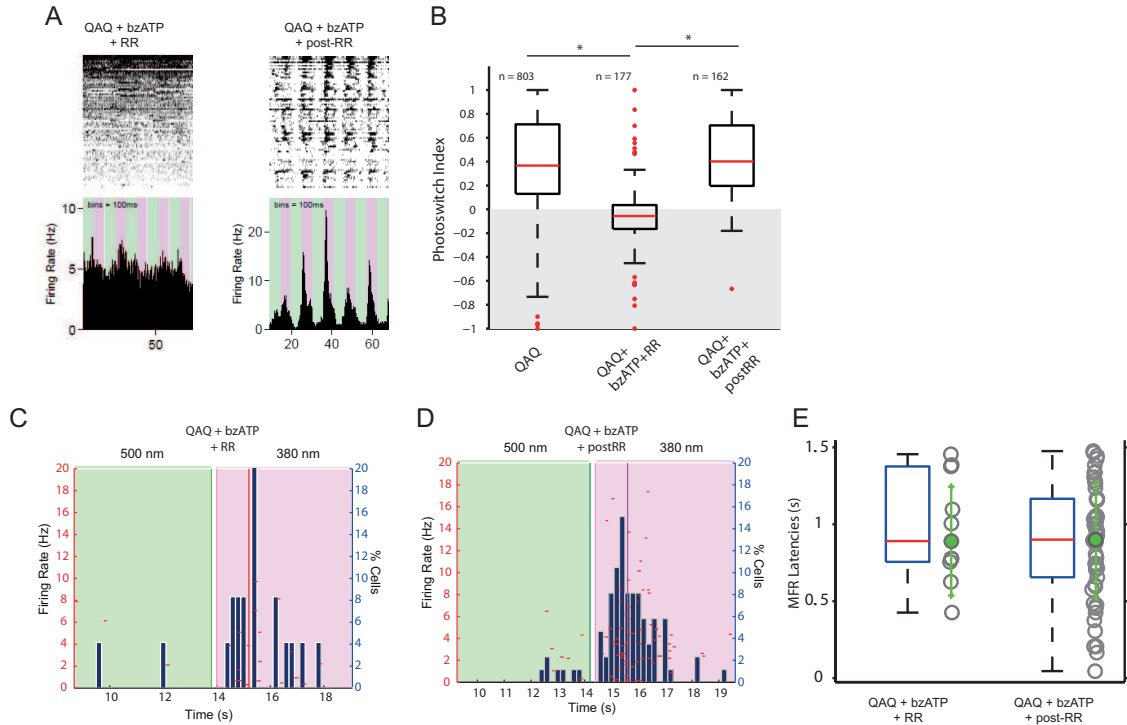 A
QAQ + bzATP
+ RR
QAQ + bzATP
+ post-RR
bins = 100ms
10
5
0
Firing Rate (Hz)
50
bins = 100ms
20
10
0
Firing Rate (Hz)
20 40 60
B
*
*
n = 803
n = 177
n = 162
1
0.8
0.6
0.4
0.2
0
−0.2
−0.4
−0.6
−0.8
−1
Photoswitch Index
QAQ
QAQ+
bzATP+RR
QAQ+
bzATP+
postRR
C
QAQ + bzATP
+ RR
500 nm
380 nm
20
18
16
14
12
10
8
6
4
2
0
Firing Rate (Hz)
20
18
16
14
12
10
8
6
4
2
0
% Cells
10 12 14 16 18
Time (s)
D
QAQ + bzATP
+ postRR
500 nm
380 nm
20
18
16
14
12
10
8
6
4
2
0
Firing Rate (Hz)
20
18
16
14
12
10
8
6
4
2
0
% Cells
10 11 12 13 14 15 16 17 18 19
Time (s)
E
1.5
1
0.5
0
MFR Latencies (s)
QAQ + bzATP
+ RR
QAQ + bzATP
+ post-RR